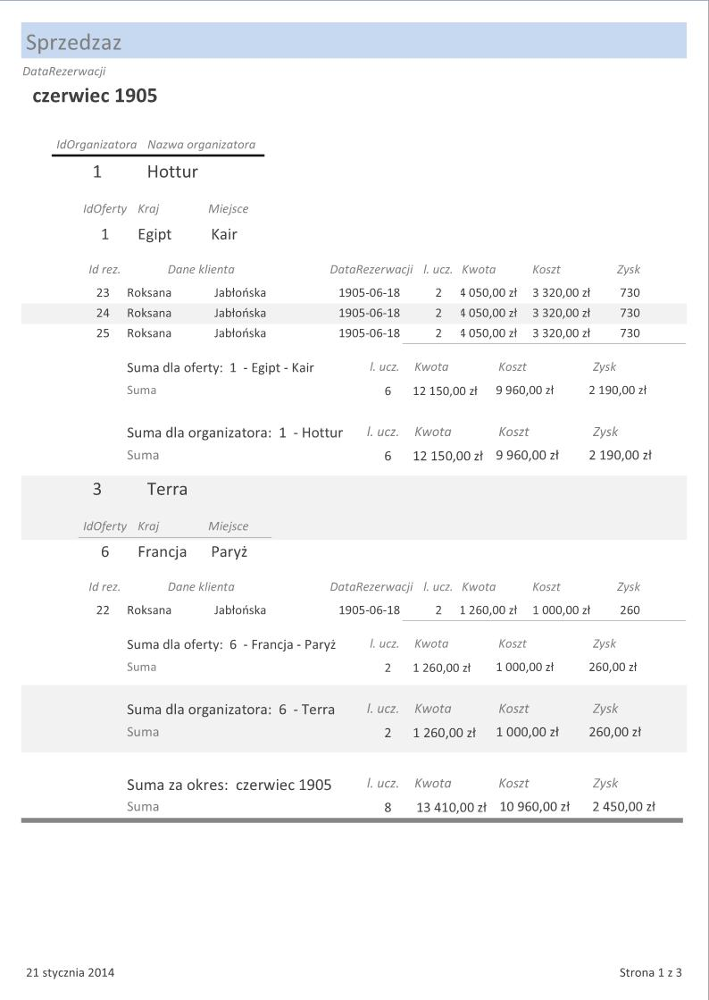 Sprzedzaz
DataRezerwacji
czerwiec 1905
IdOrganizatora Nazwa organizatora
1 Hottur
IdOferty Kraj Miejsce
1 Egipt Kair
Id rez. Dane klienta DataRezerwacji l. ucz. Kwota Koszt Zysk
23 Roksana Jabłońska 1905-06-18 2 4 050,00 zł 3 320,00 zł 730
24 Roksana Jabłońska 1905-06-18 2 4 050,00 zł 3 320,00 zł 730
25 Roksana Jabłońska 1905-06-18 2 4 050,00 zł 3 320,00 zł 730
Suma dla oferty: 1 - Egipt - Kair l. ucz. Kwota Koszt Zysk
Suma 6 12 150,00 zł 9 960,00 zł 2 190,00 zł
Suma dla organizatora: 1 - Hottur l. ucz. Kwota Koszt Zysk
Suma 6 12 150,00 zł 9 960,00 zł 2 190,00 zł
3 Terra
IdOferty Kraj Miejsce
6 Francja Paryż
Id rez. Dane klienta DataRezerwacji l. ucz. Kwota Koszt Zysk
22 Roksana Jabłońska 1905-06-18 2 1 260,00 zł 1 000,00 zł 260
Suma dla oferty: 6 - Francja - Paryż l. ucz. Kwota Koszt Zysk
Suma 2 1 260,00 zł 1 000,00 zł 260,00 zł
Suma dla organizatora: 6 - Terra l. ucz. Kwota Koszt Zysk
Suma 2 1 260,00 zł 1 000,00 zł 260,00 zł
Suma za okres: czerwiec 1905 l. ucz. Kwota Koszt Zysk
Suma 8 13 410,00 zł 10 960,00 zł 2 450,00 zł
21 stycznia 2014 Strona 1 z 3